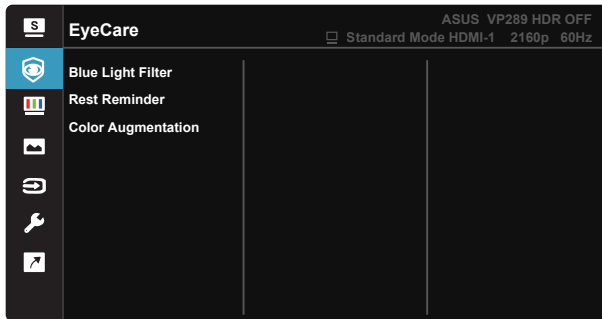 S
EyeCare
ASUS VP289 HDR OFF
Standard Mode HDMI-1 2160p 60Hz
Blue Light Filter
Rest Reminder
Color Augmentation